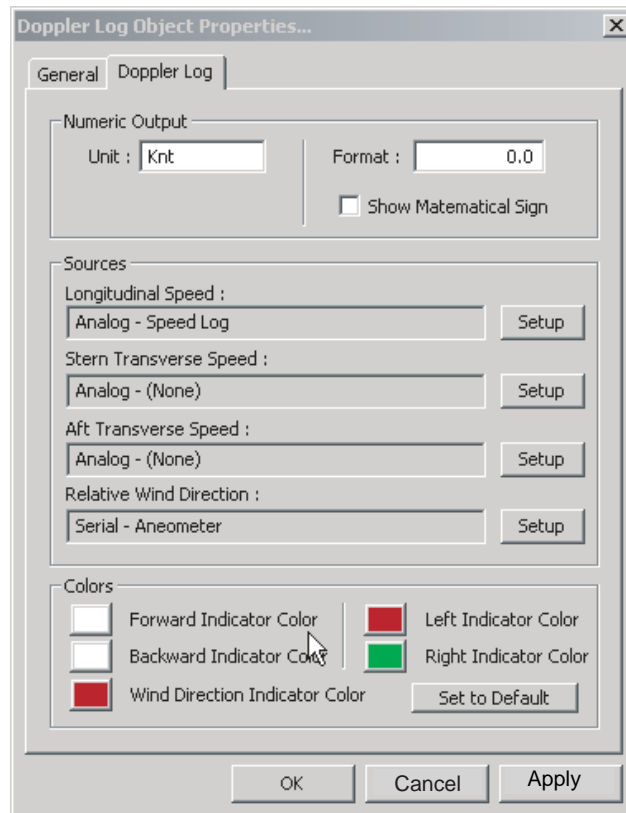 Doppler Log Object Properties...
General Doppler Log
Numeric Output
Unit : Knt Format : 0.0
Show Matematical Sign
Sources
Longitudinal Speed :
Analog - Speed Log Setup
Stern Transverse Speed :
Analog - (None) Setup
Aft Transverse Speed :
Analog - (None) Setup
Relative Wind Direction :
Serial - Aneometer Setup
Colors
Forward Indicator Color Left Indicator Color
Backward Indicator Color Right Indicator Color
Wind Direction Indicator Color Set to Default
OK Cancel Apply